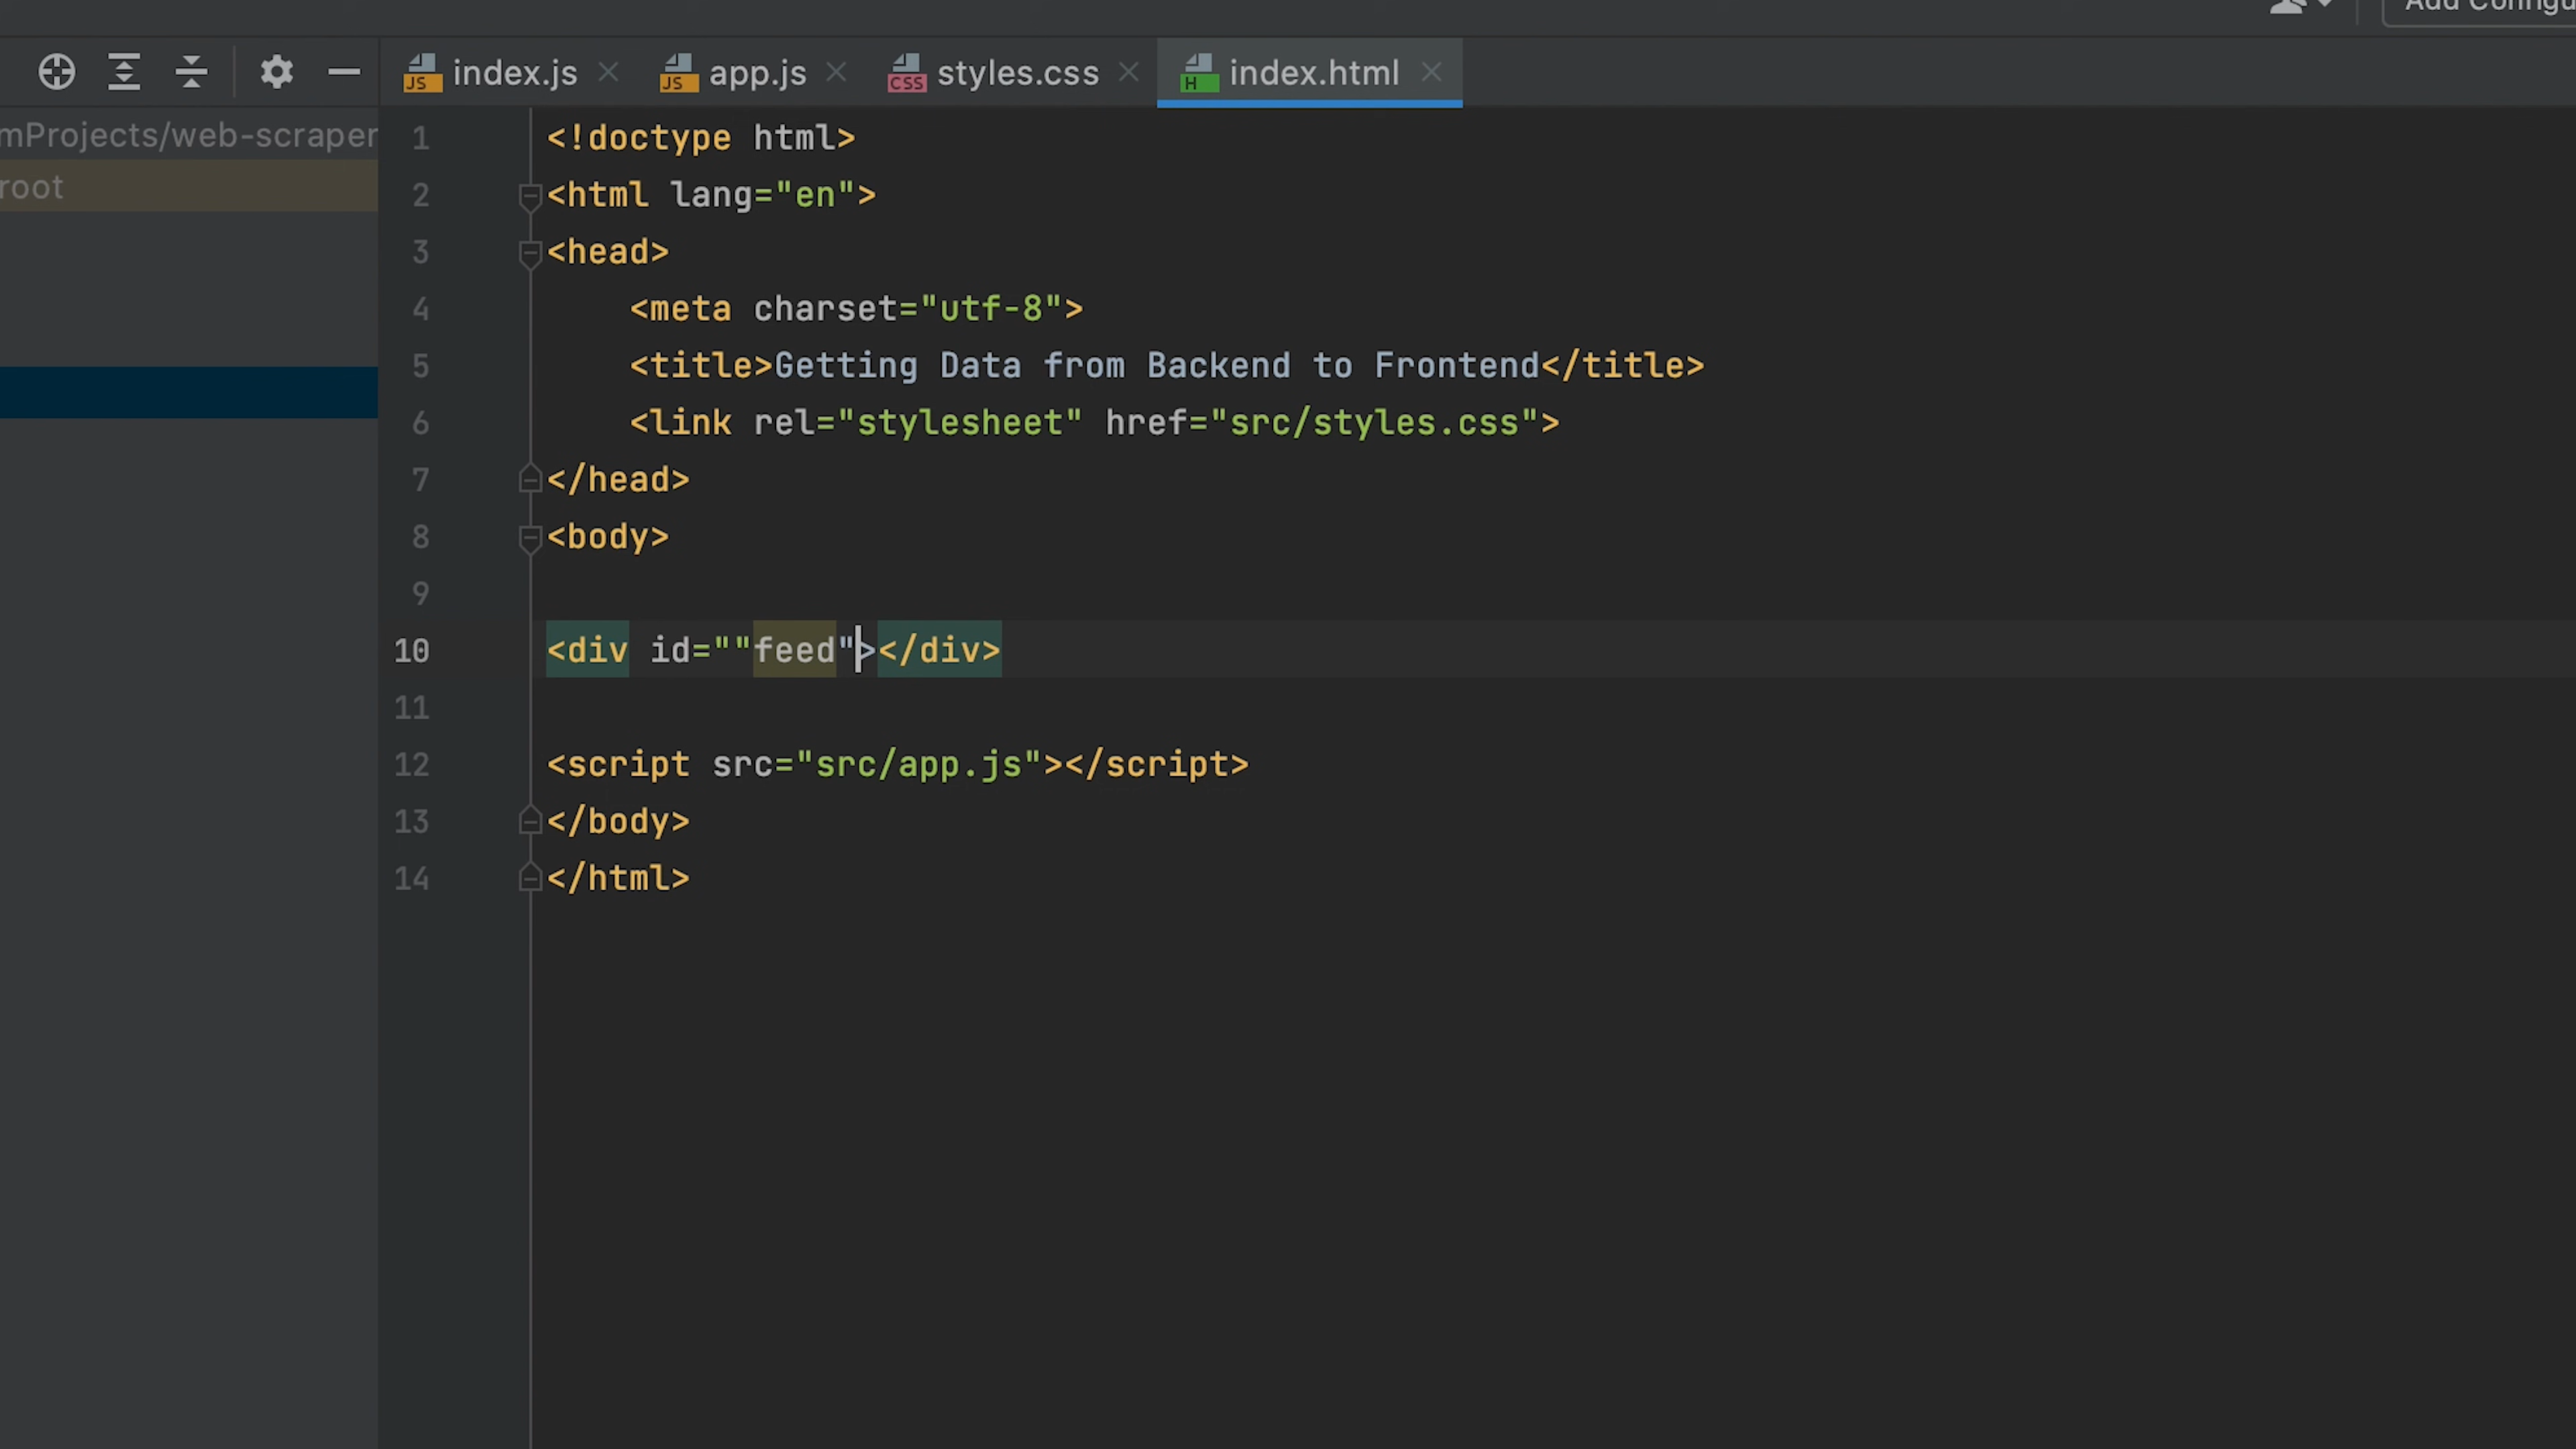 Add Configu
index.js
app.js
styles.css
index.html
mProjects/web-scraper
root
1 <!doctype html>
2 <html lang="en">
3 <head>
4 <meta charset="utf-8">
5 <title>Getting Data from Backend to Frontend</title>
6 <link rel="stylesheet" href="src/styles.css">
7 </head>
8 <body>
9
10 <div id=""feed"></div>
11
12 <script src="src/app.js"></script>
13 </body>
14 </html>